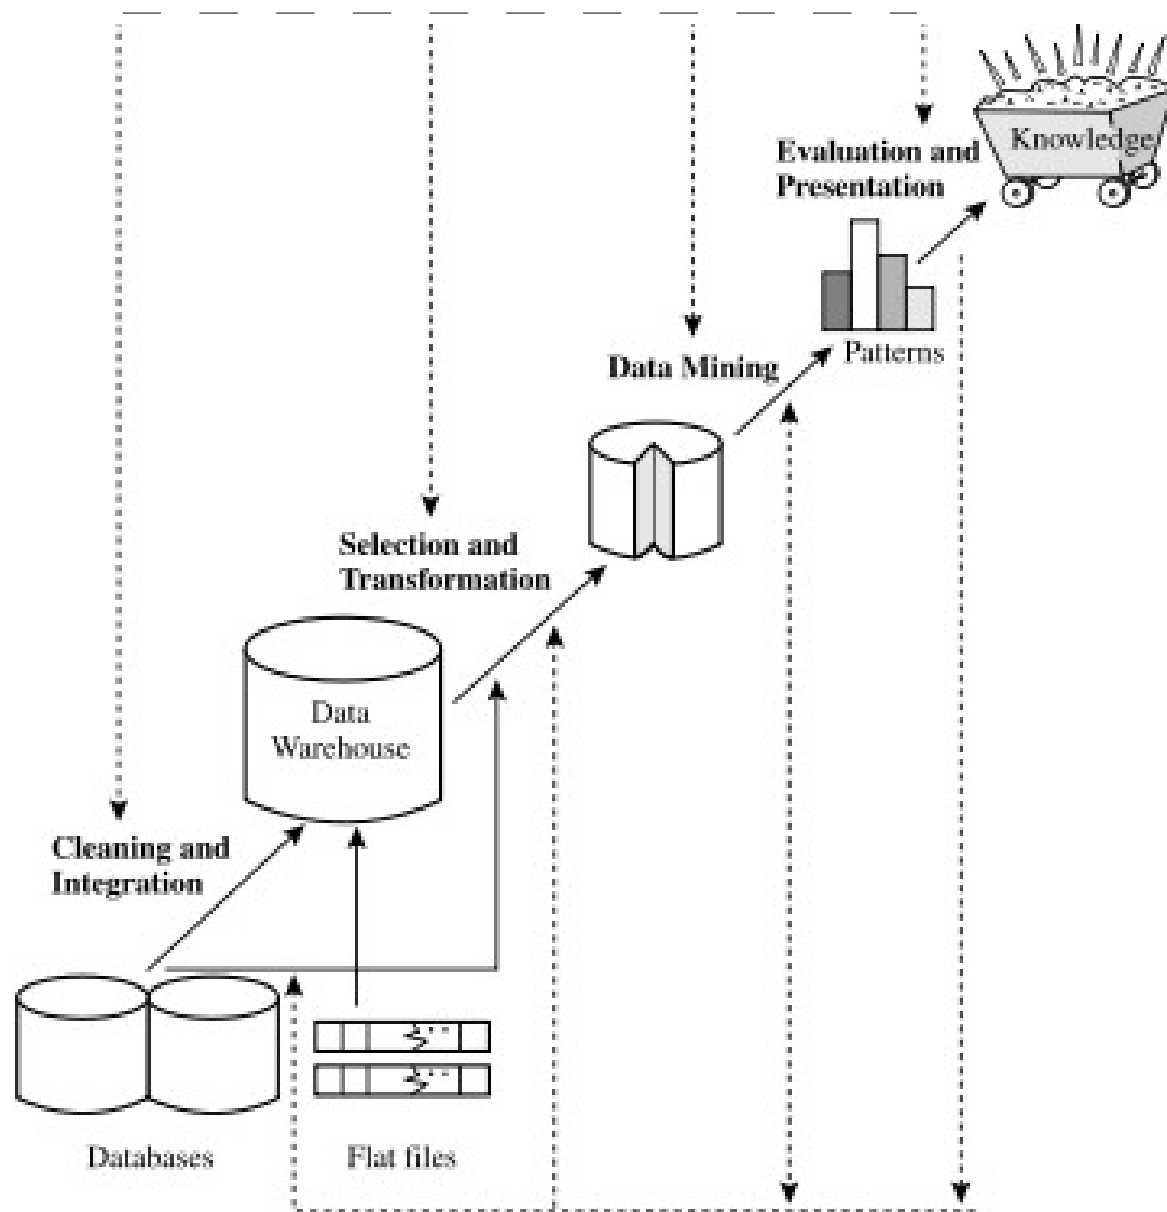 Knowledge
Evaluation and
Presentation
Patterns
Data Mining
Selection and
Transformation
Data
Warehouse
Cleaning and
Integration
Databases
Flat files